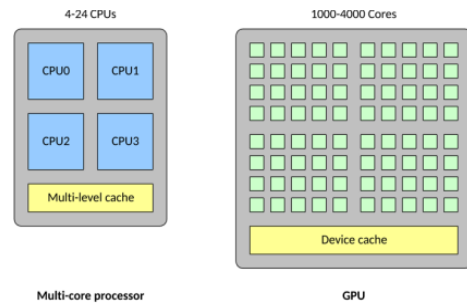 4-24 CPUs
CPU0
CPU1
CPU2
CPU3
Multi-level cache
Multi-core processor
1000-4000 Cores
Device cache
GPU